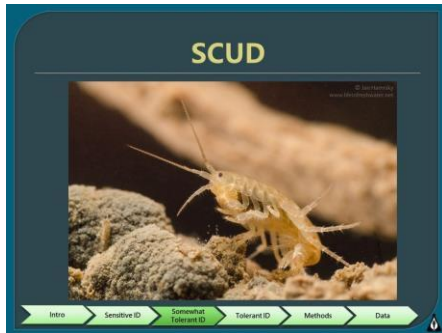 SCUD
Intro
Sensitive ID
Somewhat
Tolerant ID
Tolerant ID
Methods
Data